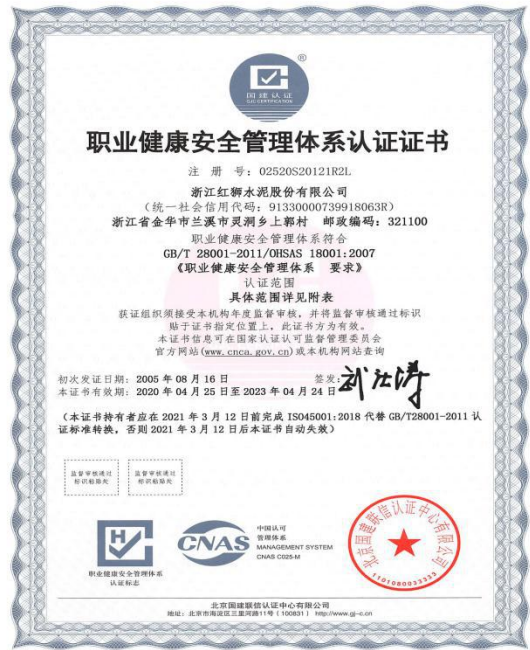 ®
国建认证
GJC CERTIFICATION
职业健康安全管理体系认证证书
注 册 号：02520S20121R2L
浙江红狮水泥股份有限公司
（统一社会信用代码：91330000739918063R）
浙江省金华市兰溪市灵洞乡上郭村 邮政编码：321100
职业健康安全管理体系符合
GB/T 28001-2011/OHSAS 18001:2007
《职业健康安全管理体系 要求》
认证范围
具体范围详见附表
获证组织须接受本机构年度监督审核，并将监督审核通过标识
贴于证书指定位置上，此证书方为有效。
本证书信息可在国家认证认可监督管理委员会
官方网站(www.cnca.gov.cn)或本机构网站查询
初次发证日期：2005 年 08 月 16 日 签发：
本证书有效期：2020 年 04 月 25 日至 2023 年 04 月 24 日
（本证书持有者应在 2021 年 3 月 12 日前完成 ISO45001:2018 代替 GB/T28001-2011 认
证标准转换，否则 2021 年 3 月 12 日后本证书自动失效）
监督审核通过 监督审核通过
标识粘贴处 标识粘贴处
H
职业健康安全管理体系
认证标志
CNAS
中国认可
管理体系
MANAGEMENT SYSTEM
CNAS C025-M
北京国建联信认证中心有限公司
1101080033333
北京国建联信认证中心有限公司
地址：北京市海淀区三里河路11号（100831） http://www.gj-c.cn